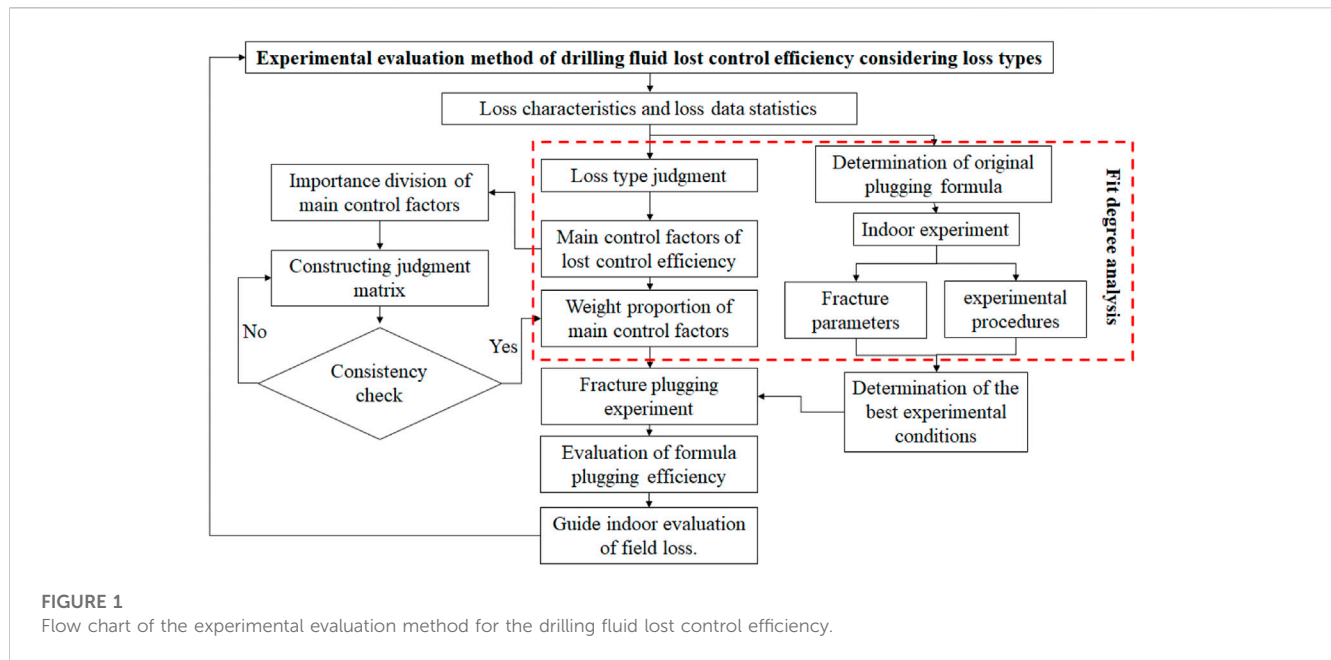 Experimental evaluation method of drilling fluid lost control efficiency considering loss types
Loss characteristics and loss data statistics
Loss type judgment
Determination of original
plugging formula
Importance division of
main control factors
Main control factors of
lost control efficiency
Indoor experiment
Constructing judgment
matrix
Weight proportion of
main control factors
Fracture
parameters
experimental
procedures
Fit degree analysis
No
Yes
Consistency
check
Fracture plugging
experiment
Determination of the
best experimental
conditions
Evaluation of formula
plugging efficiency
Guide indoor evaluation
of field loss.
FIGURE 1
Flow chart of the experimental evaluation method for the drilling fluid lost control efficiency.